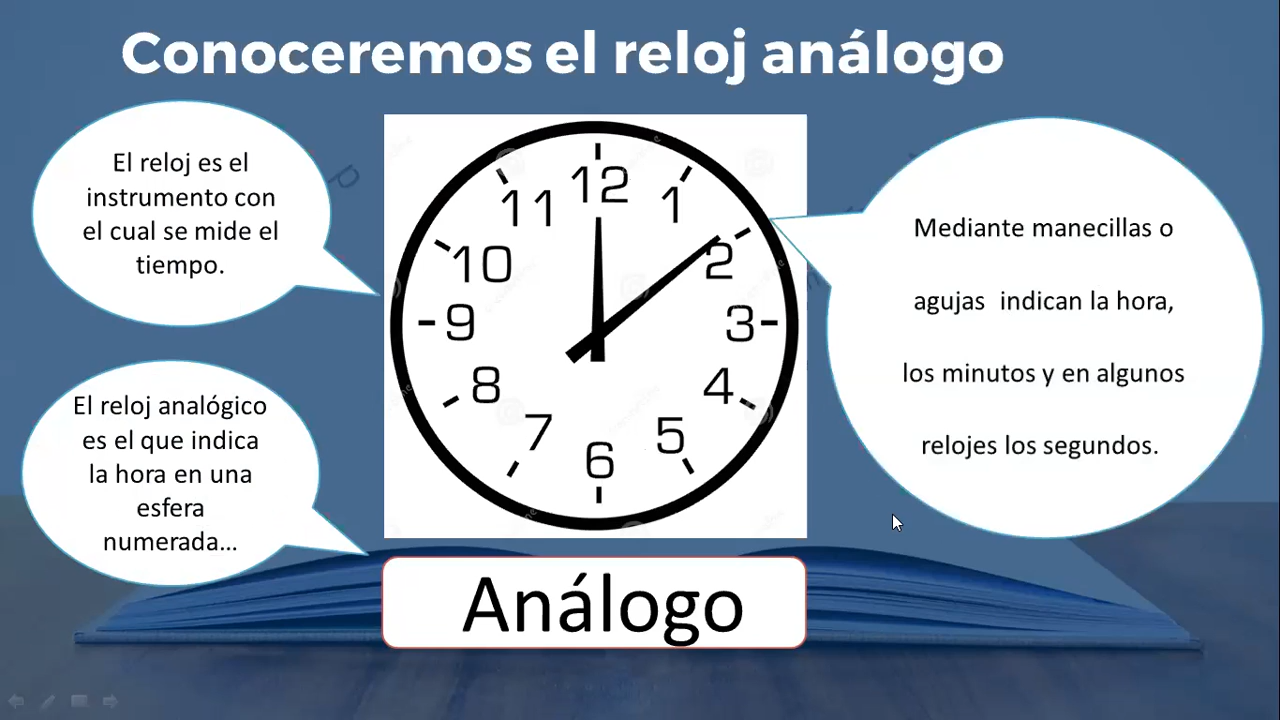 Conoceremos el reloj análogo
El reloj es el
instrumento con
el cual se mide el
tiempo.
El reloj analógico
es el que indica
la hora en una
esfera
numerada...
12
1
2
3
4
5
6
7
8
9
10
11
Mediante manecillas o
agujas  indican la hora,
los minutos y en algunos
relojes los segundos.
Análogo